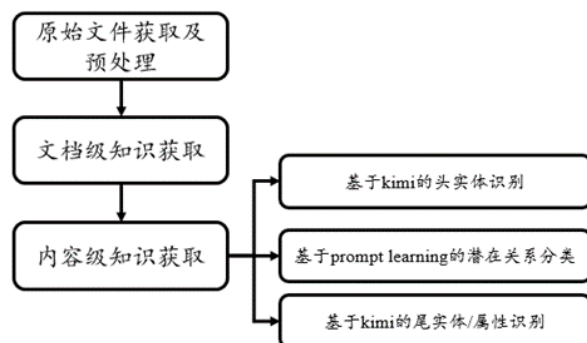 原始文件获取及
预处理
文档级知识获取
内容级知识获取
基于kimi的头实体识别
基于prompt learning的潜在关系分类
基于kimi的尾实体/属性识别